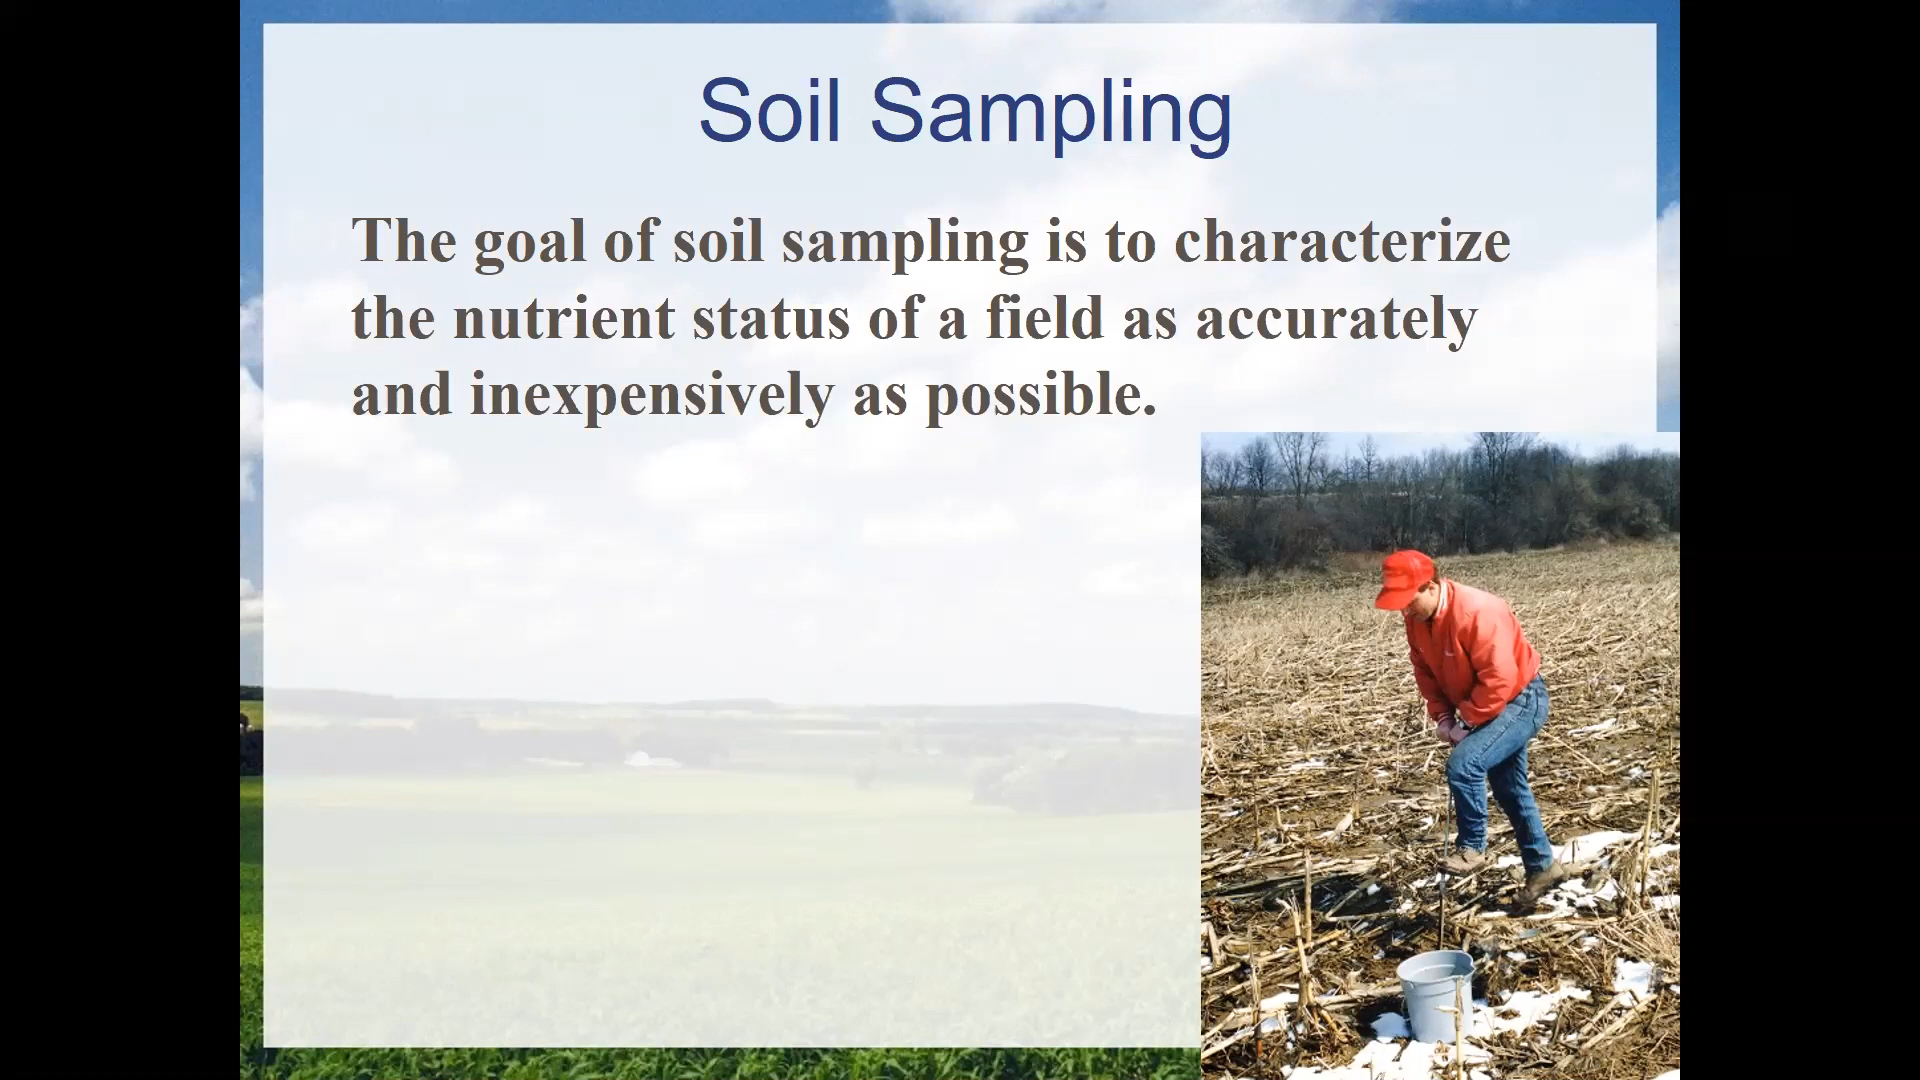 Soil Sampling
The goal of soil sampling is to characterize
the nutrient status of a field as accurately
and inexpensively as possible.